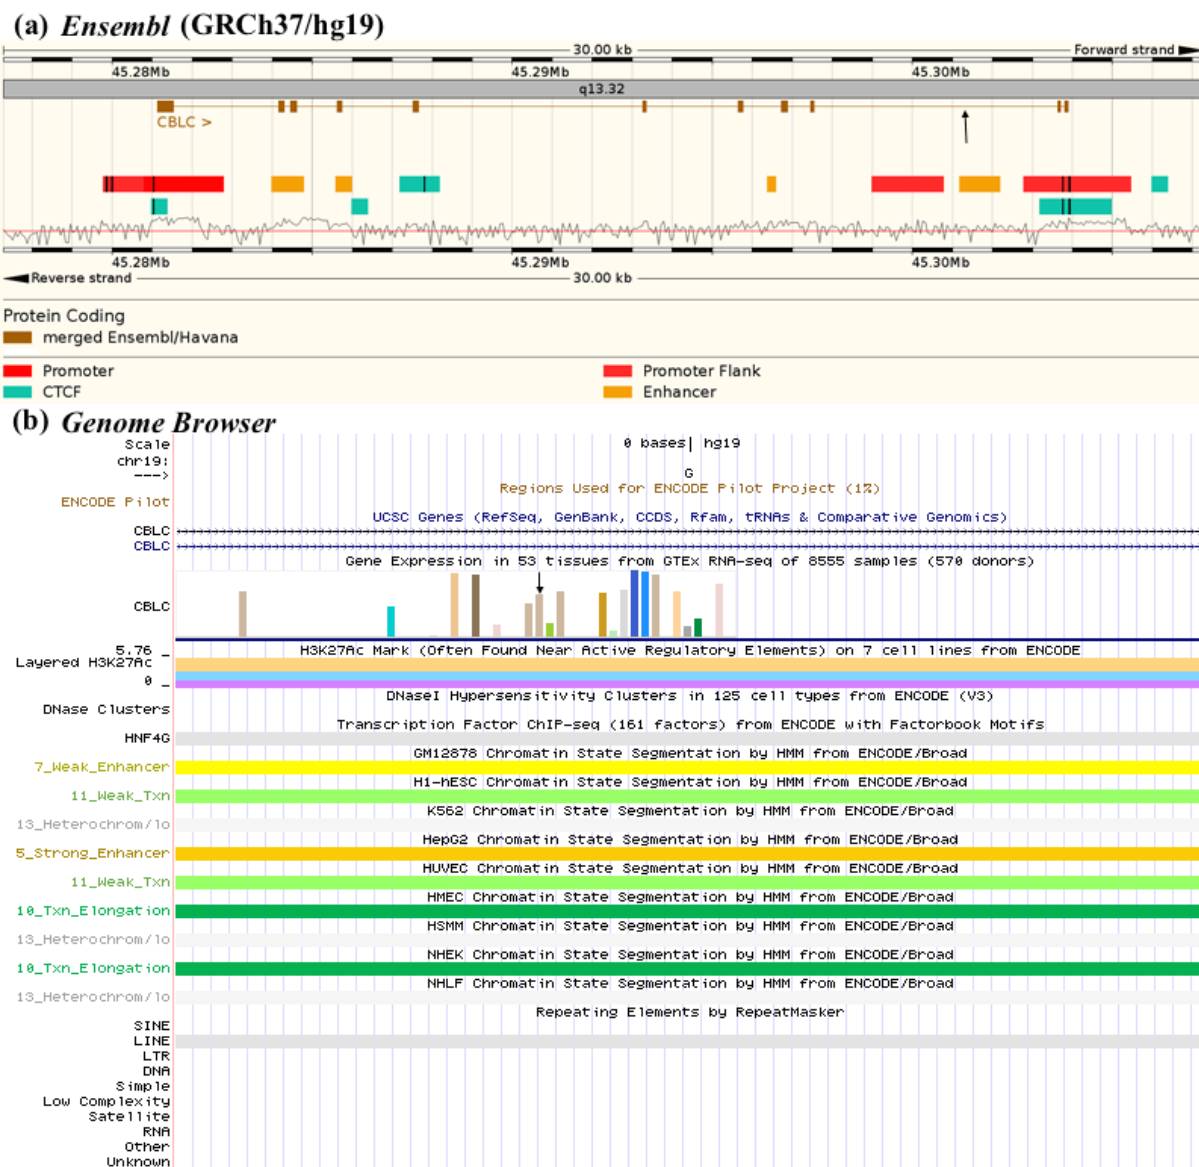 (a) Ensembl (GRCh37/hg19)
30.00 kb Forward strand
45.28Mb 45.29Mb 45.30Mb
q13.32
CBLC >
45.28Mb 45.29Mb 45.30Mb
Reverse strand 30.00 kb
Protein Coding
merged Ensembl/Havana
Promoter Promoter Flank
CTCF Enhancer
(b) Genome Browser
Scale 0 bases| hg19
chr19:
---> G
Regions Used for ENCODE Pilot Project (1%)
ENCODE Pilot
UCSC Genes (RefSeq, GenBank, CCDS, Rfam, tRNAs & Comparative Genomics)
CBLC
CBLC
Gene Expression in 53 tissues from GTEx RNA-seq of 8555 samples (570 donors)
CBLC
5.76 _ H3K27Ac Mark (Often Found Near Active Regulatory Elements) on 7 cell lines from ENCODE
Layered H3K27Ac
0 _
DNaseI Hypersensitivity Clusters in 125 cell types from ENCODE (V3)
DNase Clusters
Transcription Factor ChIP-seq (161 factors) from ENCODE with Factorbook Motifs
HNF4G
GM12878 Chromatin State Segmentation by HMM from ENCODE/Broad
7_Weak_Enhancer
H1-hESC Chromatin State Segmentation by HMM from ENCODE/Broad
11_Weak_Txn
K562 Chromatin State Segmentation by HMM from ENCODE/Broad
13_Heterochrom/lo
HepG2 Chromatin State Segmentation by HMM from ENCODE/Broad
5_Strong_Enhancer
HUVEC Chromatin State Segmentation by HMM from ENCODE/Broad
11_Weak_Txn
HMEC Chromatin State Segmentation by HMM from ENCODE/Broad
10_Txn_Elongation
HSMM Chromatin State Segmentation by HMM from ENCODE/Broad
13_Heterochrom/lo
NHEK Chromatin State Segmentation by HMM from ENCODE/Broad
10_Txn_Elongation
NHLF Chromatin State Segmentation by HMM from ENCODE/Broad
13_Heterochrom/lo
Repeating Elements by RepeatMasker
SINE
LINE
LTR
DNA
Simple
Low Complexity
Satellite
RNA
Other
Unknown